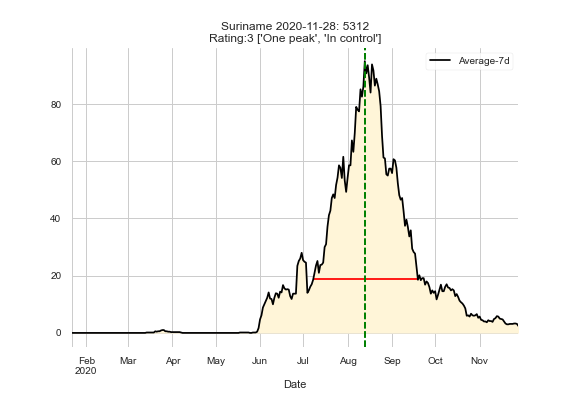 Suriname 2020-11-28: 5312
Rating:3 ['One peak', 'In control']
Average-7d
80
60
40
20
0
Feb Mar Apr May Jun Jul Aug Sep Oct Nov
2020
Date